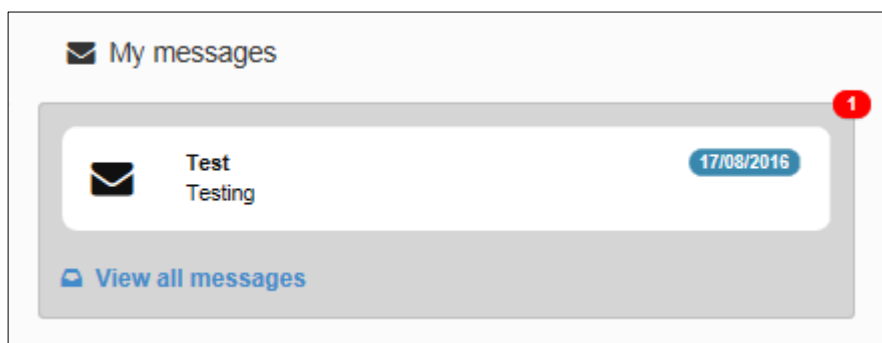 My messages
1
Test
17/08/2016
Testing
View all messages